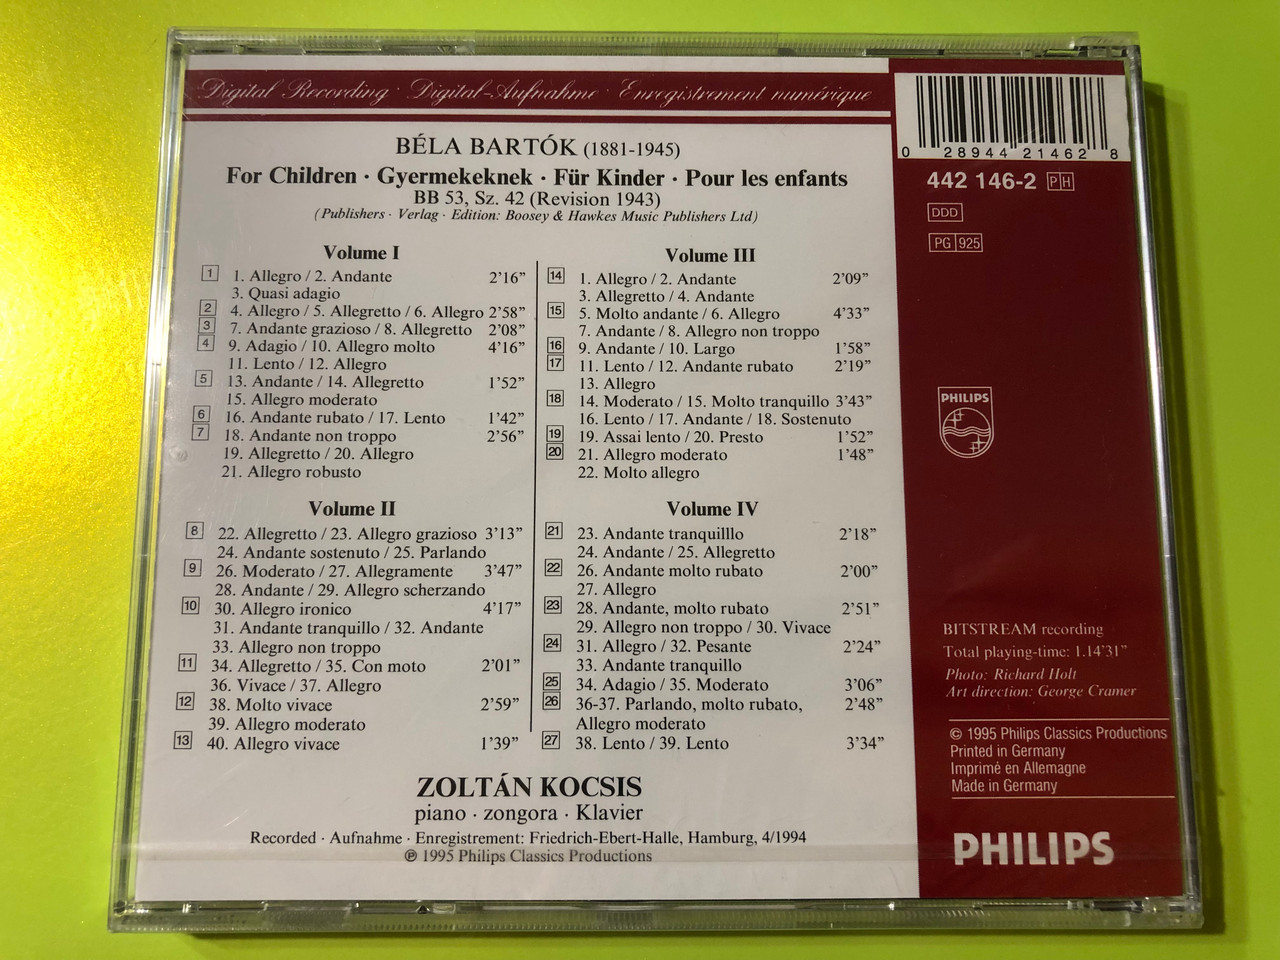 Digital Recording · Digital-Aufnahme · Enregistrement numérique
BÉLA BARTÓK (1881-1945)
For Children · Gyermekeknek · Für Kinder · Pour les enfants
BB 53, Sz. 42 (Revision 1943)
(Publishers · Verlag · Edition: Boosey & Hawkes Music Publishers Ltd)
Volume I
1 1. Allegro / 2. Andante 2'16”
3. Quasi adagio
2 4. Allegro / 5. Allegretto / 6. Allegro 2'58”
3 7. Andante grazioso / 8. Allegretto 2'08”
4 9. Adagio / 10. Allegro molto 4'16”
11. Lento / 12. Allegro
5 13. Andante / 14. Allegretto 1'52”
15. Allegro moderato
6 16. Andante rubato / 17. Lento 1'42”
7 18. Andante non troppo 2'56”
19. Allegretto / 20. Allegro
21. Allegro robusto
Volume II
8 22. Allegretto / 23. Allegro grazioso 3'13”
24. Andante sostenuto / 25. Parlando
9 26. Moderato / 27. Allegramente 3'47”
28. Andante / 29. Allegro scherzando
10 30. Allegro ironico 4'17”
31. Andante tranquillo / 32. Andante
33. Allegro non troppo
11 34. Allegretto / 35. Con moto 2'01”
36. Vivace / 37. Allegro
12 38. Molto vivace 2'59”
39. Allegro moderato
13 40. Allegro vivace 1'39”
Volume III
14 1. Allegro / 2. Andante 2'09”
3. Allegretto / 4. Andante
15 5. Molto andante / 6. Allegro 4'33”
7. Andante / 8. Allegro non troppo
16 9. Andante / 10. Largo 1'58”
17 11. Lento / 12. Andante rubato 2'19”
13. Allegro
18 14. Moderato / 15. Molto tranquillo 3'43”
16. Lento / 17. Andante / 18. Sostenuto
19 19. Assai lento / 20. Presto 1'52”
20 21. Allegro moderato 1'48”
22. Molto allegro
Volume IV
21 23. Andante tranquilllo 2'18”
24. Andante / 25. Allegretto
22 26. Andante molto rubato 2'00”
27. Allegro
23 28. Andante, molto rubato 2'51”
29. Allegro non troppo / 30. Vivace
24 31. Allegro / 32. Pesante 2'24”
33. Andante tranquillo
25 34. Adagio / 35. Moderato 3'06”
26 36-37. Parlando, molto rubato, 2'48”
Allegro moderato
27 38. Lento / 39. Lento 3'34”
ZOLTÁN KOCSIS
piano · zongora · Klavier
Recorded · Aufnahme · Enregistrement: Friedrich-Ebert-Halle, Hamburg, 4/1994
℗ 1995 Philips Classics Productions
0 28944 21462 8
442 146-2 PH
DDD
PG 925
PHILIPS
BITSTREAM recording
Total playing-time: 1.14'31”
Photo: Richard Holt
Art direction: George Cramer
© 1995 Philips Classics Productions
Printed in Germany
Imprimé en Allemagne
Made in Germany
PHILIPS